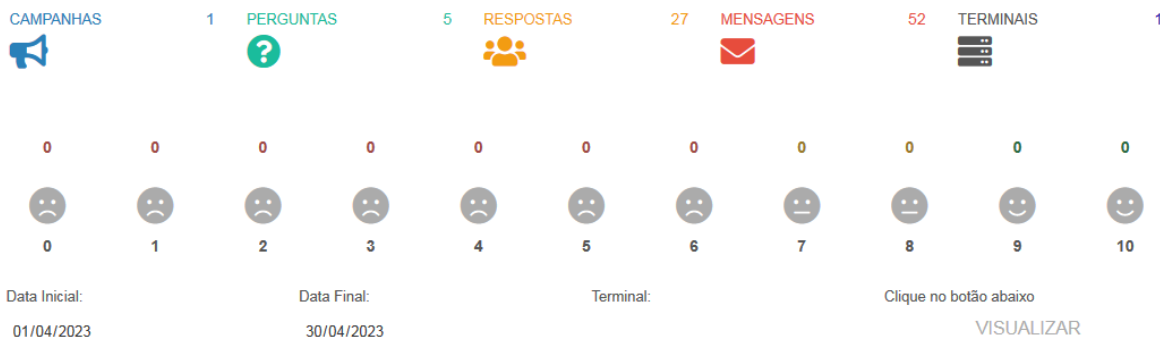 CAMPANHAS 1 PERGUNTAS 5 RESPOSTAS 27 MENSAGENS 52 TERMINAIS 1
0 0 0 0 0 0 0 0 0 0 0
0 1 2 3 4 5 6 7 8 9 10
Data Inicial: Data Final: Terminal: Clique no botão abaixo
01/04/2023 30/04/2023 VISUALIZAR